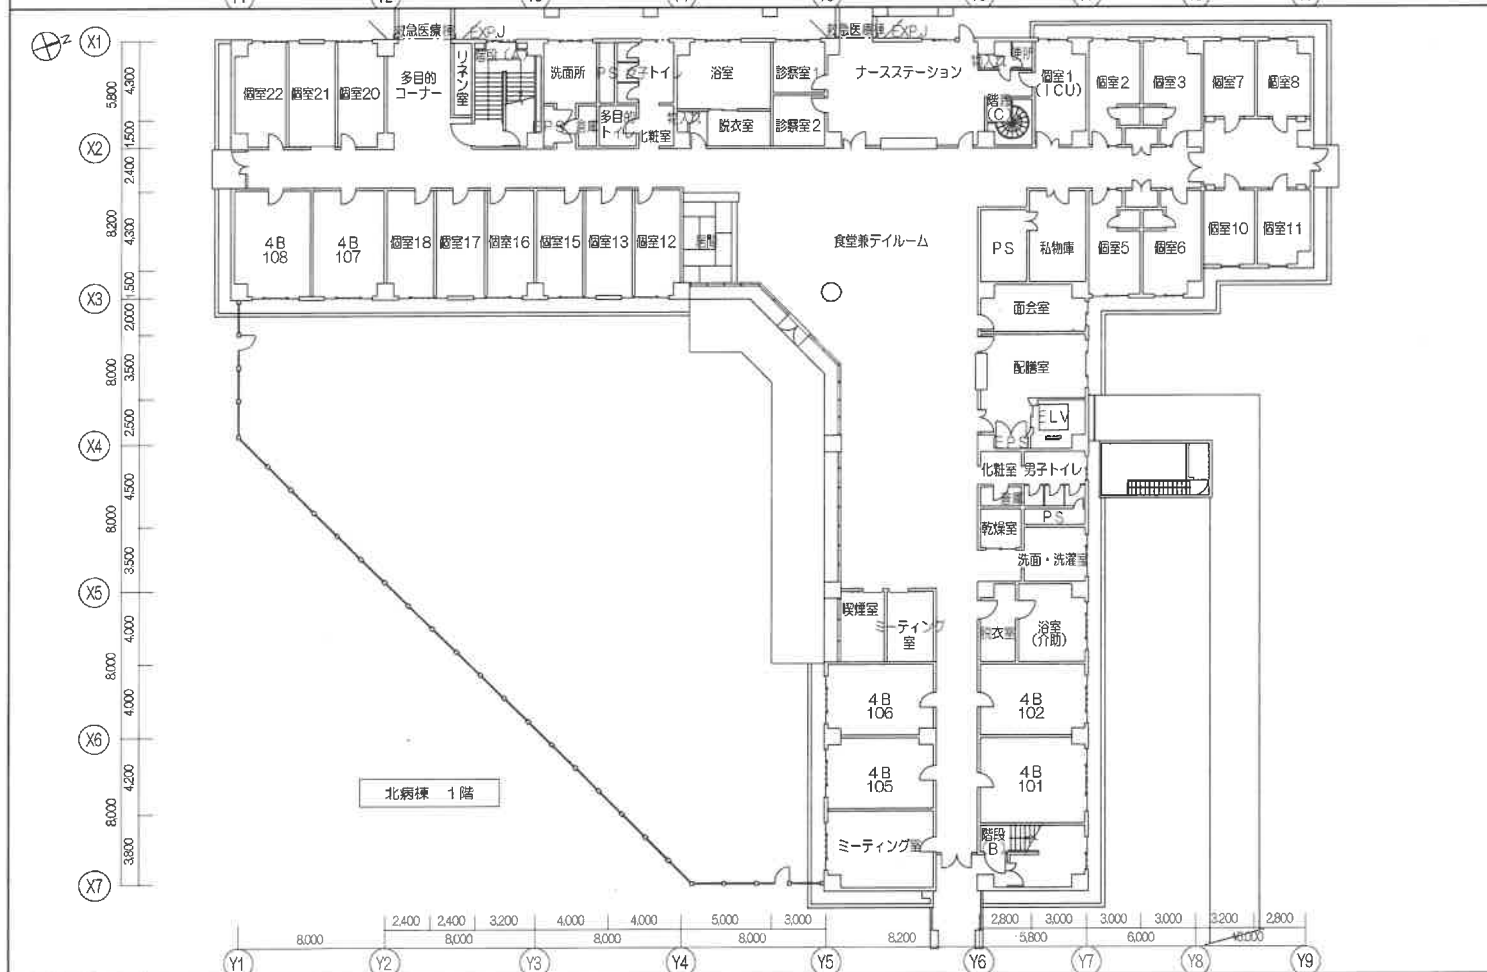 救急医療棟 EXP.J
救急医療棟 EXP.J
X1
個室22
個室21
個室20
多目的
コーナー
リネン室
階段
洗面所
PS
女子トイレ
浴室
診察室1
ナースステーション
個室1
(ICU)
個室2
個室3
個室7
個室8
EPS
倉庫
多目的
トイレ
化粧室
物入
脱衣室
診察室2
階段
C
X2
4B
108
4B
107
個室18
個室17
個室16
個室15
個室13
個室12
食堂兼デイルーム
PS
私物庫
個室5
個室6
個室10
個室11
X3
面会室
配膳室
ELV
EPS
X4
化粧室
男子トイレ
倉庫
PS
乾燥室
洗面・洗濯室
X5
喫煙室
ミーティング
室
脱衣室
浴室
(介助)
4B
106
4B
102
X6
4B
105
4B
101
北病棟 1階
ミーティング室
階段
B
X7
5,800
4,300
1,500
2,400
8,200
4,300
1,500
2,000
8,000
3,500
2,500
4,500
8,000
3,500
4,000
8,000
4,000
4,200
8,000
3,800
2,400
2,400
3,200
4,000
4,000
5,000
3,000
2,800
3,000
3,000
3,000
3,200
2,800
8,000
8,000
8,000
8,000
8,200
5,800
6,000
Y1
Y2
Y3
Y4
Y5
Y6
Y7
Y8
Y9